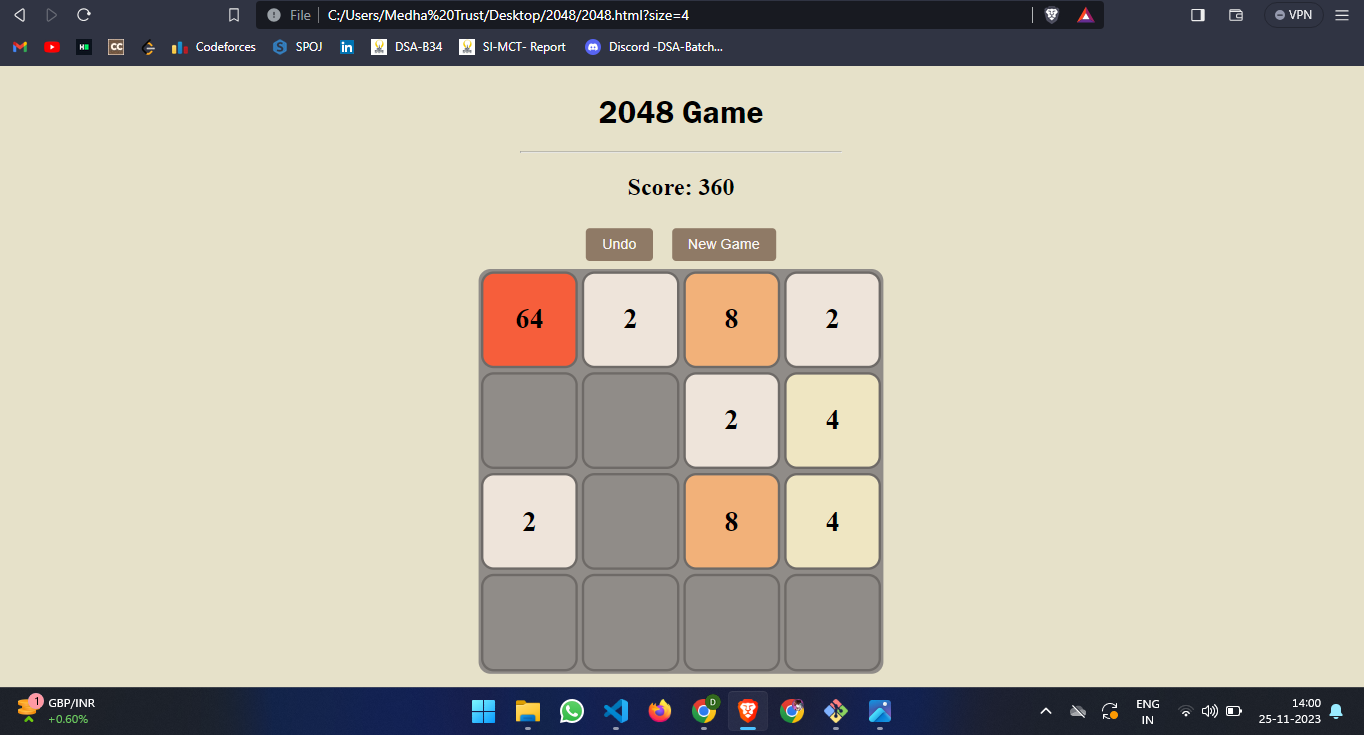 File C:/Users/Medha%20Trust/Desktop/2048/2048.html?size=4 VPN
CC Codeforces SPOJ in DSA-B34 SI-MCT- Report Discord -DSA-Batch...
2048 Game
Score: 360
Undo New Game
64 2 8 2
2 4
2 8 4
1 GBP/INR
+0.60%
D
ENG
IN
14:00
25-11-2023